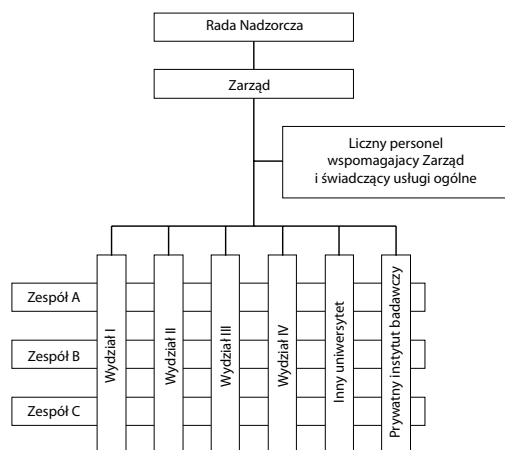 Rada Nadzorcza
Zarząd
Liczny personel
wspomagajacy Zarząd
i świadczący usługi ogólne
Zespół A
Zespół B
Zespół C
Wydział I
Wydział II
Wydział III
Wydział IV
Inny uniwersytet
Prywatny instytut badawczy